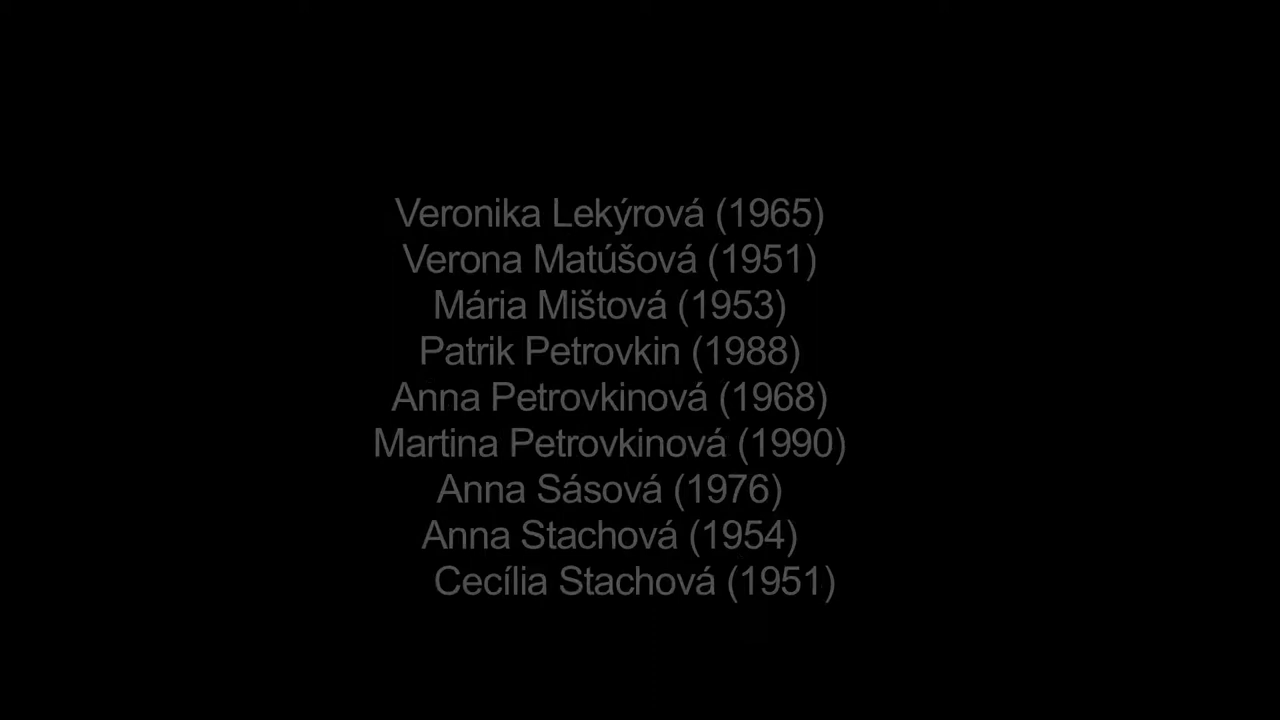 Veronika Lekýrová (1965)
Verona Matúšová (1951)
Mária Mištová (1953)
Patrik Petrovkin (1988)
Anna Petrovkinová (1968)
Martina Petrovkinová (1990)
Anna Sásová (1976)
Anna Stachová (1954)
Cecília Stachová (1951)